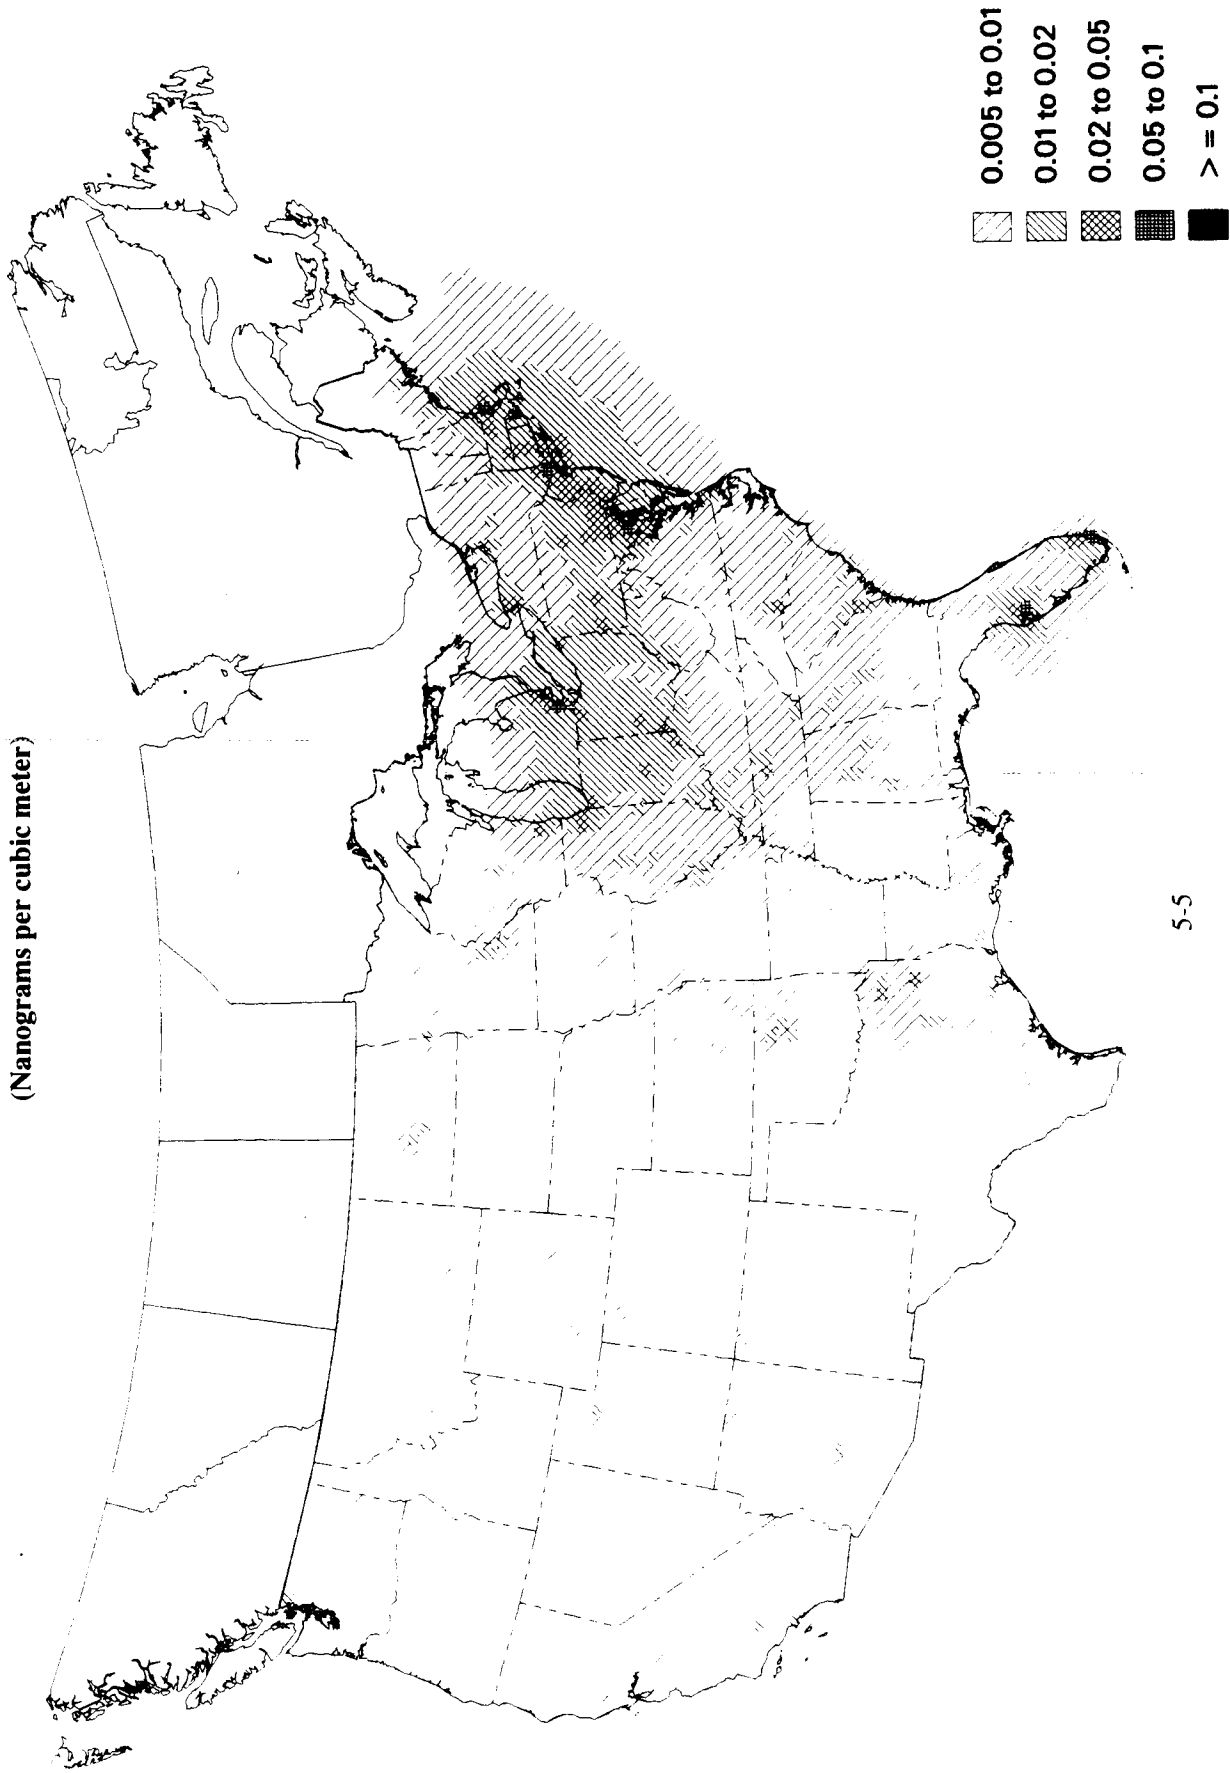 (Nanograms per cubic meter)
0.005 to 0.01
0.01 to 0.02
0.02 to 0.05
0.05 to 0.1
> = 0.1
5-5